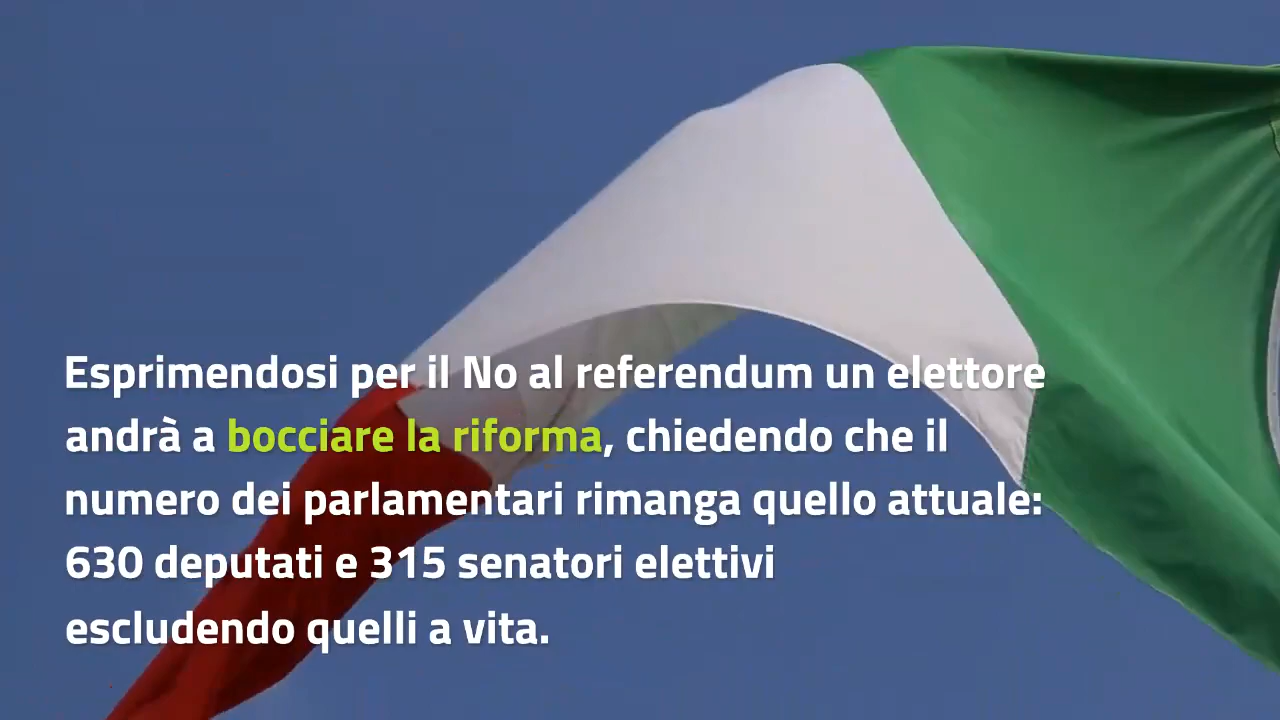 Esprimendosi per il No al referendum un elettore
andrà a bocciare la riforma, chiedendo che il
numero dei parlamentari rimanga quello attuale:
630 deputati e 315 senatori elettivi
escludendo quelli a vita.